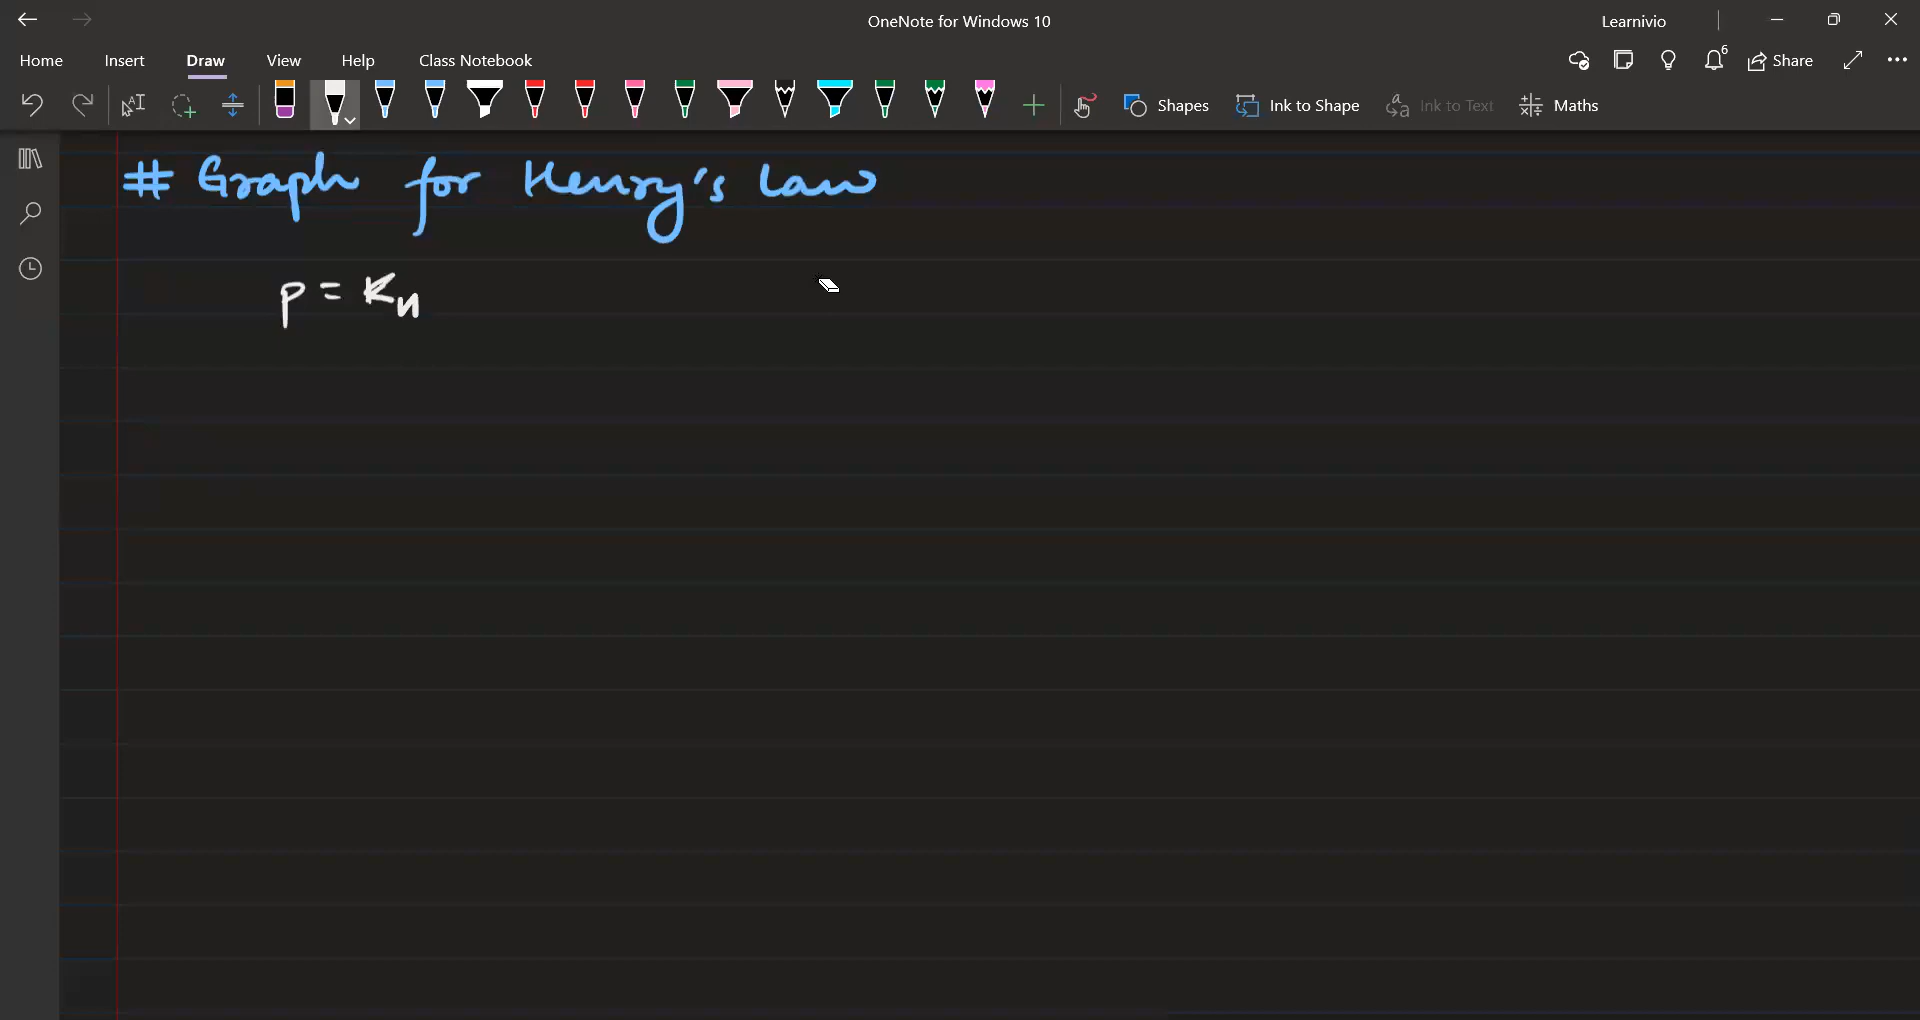 OneNote for Windows 10
Learnivio
Home Insert Draw View Help Class Notebook
6
Share
Shapes Ink to Shape Ink to Text Maths
# Graph for Henry's Law
p = KH